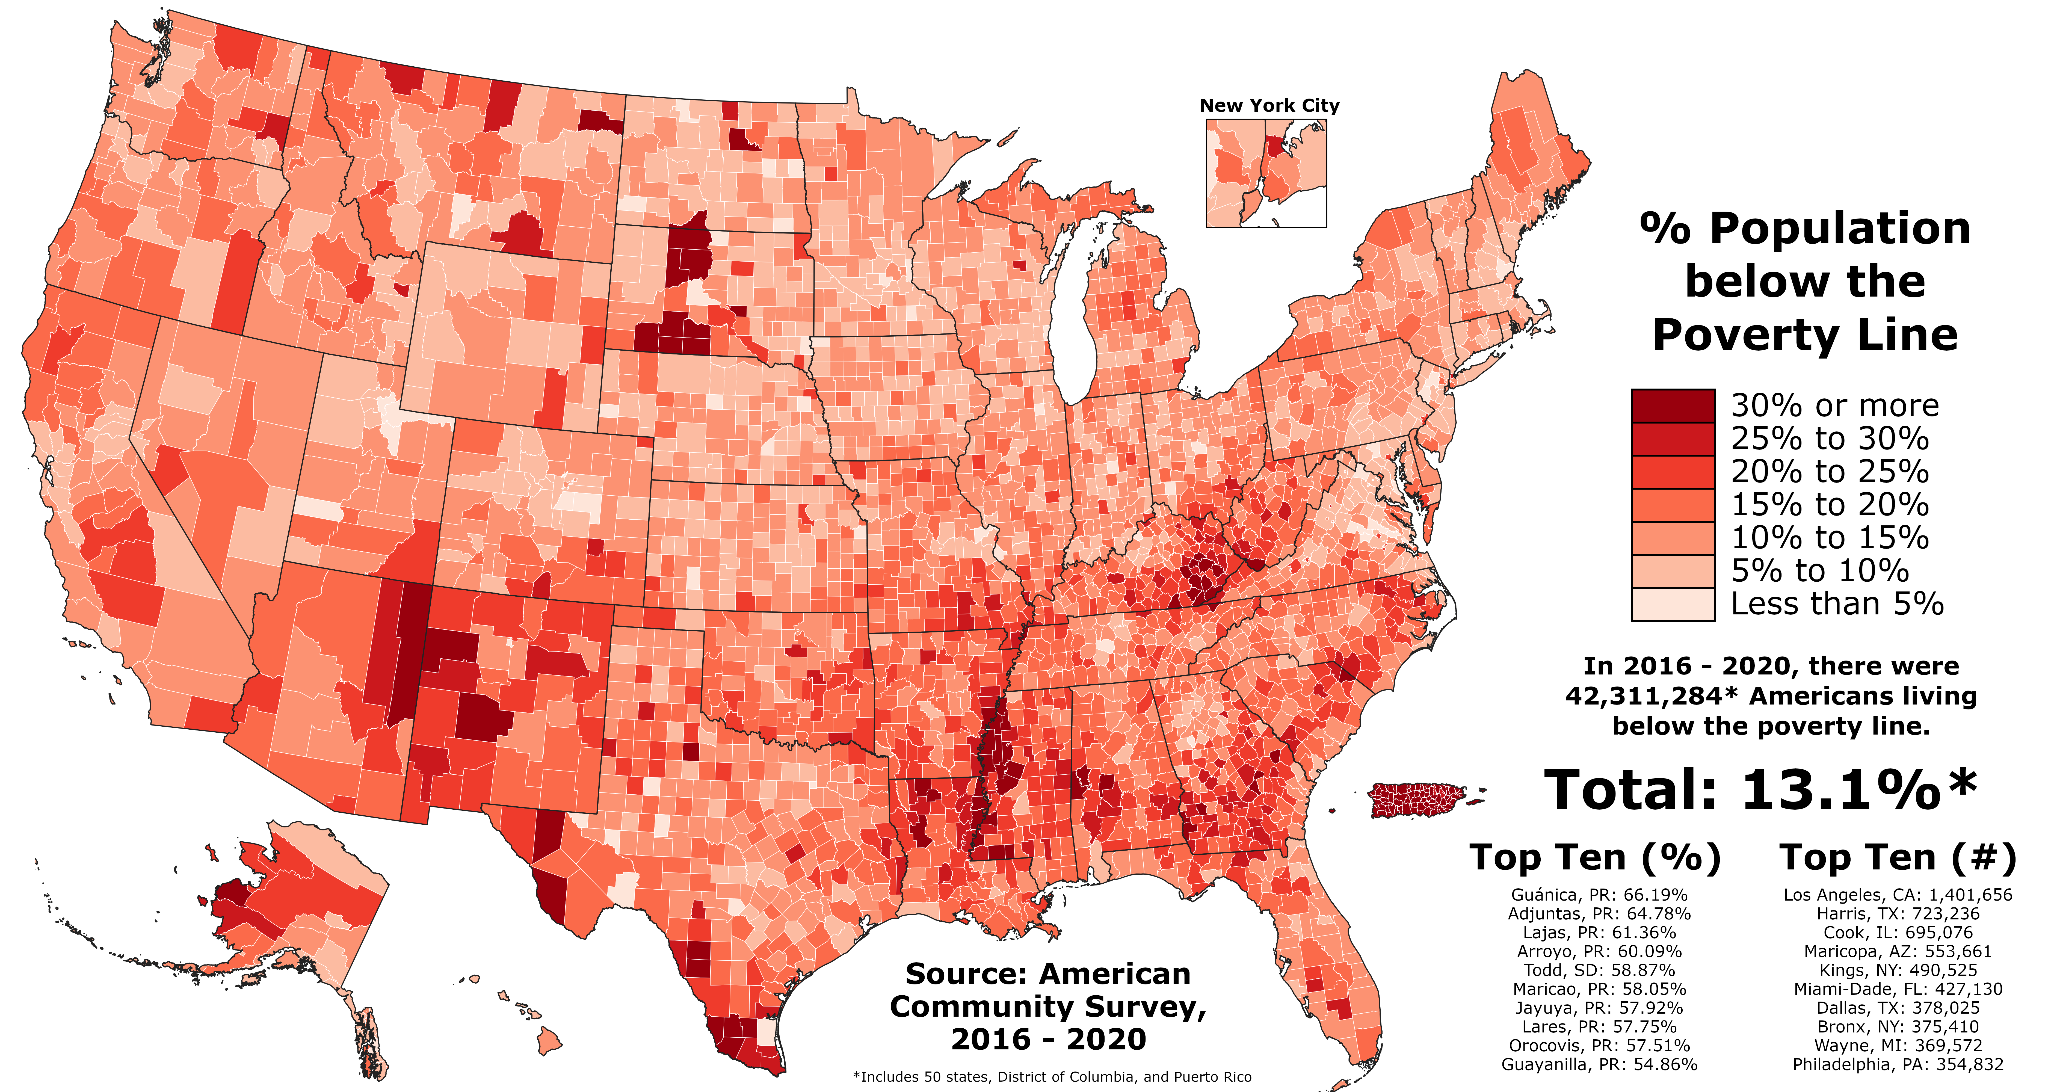 New York City
% Population
below the
Poverty Line
30% or more
25% to 30%
20% to 25%
15% to 20%
10% to 15%
5% to 10%
Less than 5%
In 2016 - 2020, there were
42,311,284* Americans living
below the poverty line.
Total: 13.1%*
Top Ten (%)
Guánica, PR: 66.19%
Adjuntas, PR: 64.78%
Lajas, PR: 61.36%
Arroyo, PR: 60.09%
Todd, SD: 58.87%
Maricao, PR: 58.05%
Jayuya, PR: 57.92%
Lares, PR: 57.75%
Orocovis, PR: 57.51%
Guayanilla, PR: 54.86%
Top Ten (#)
Los Angeles, CA: 1,401,656
Harris, TX: 723,236
Cook, IL: 695,076
Maricopa, AZ: 553,661
Kings, NY: 490,525
Miami-Dade, FL: 427,130
Dallas, TX: 378,025
Bronx, NY: 375,410
Wayne, MI: 369,572
Philadelphia, PA: 354,832
Source: American
Community Survey,
2016 - 2020
*Includes 50 states, District of Columbia, and Puerto Rico